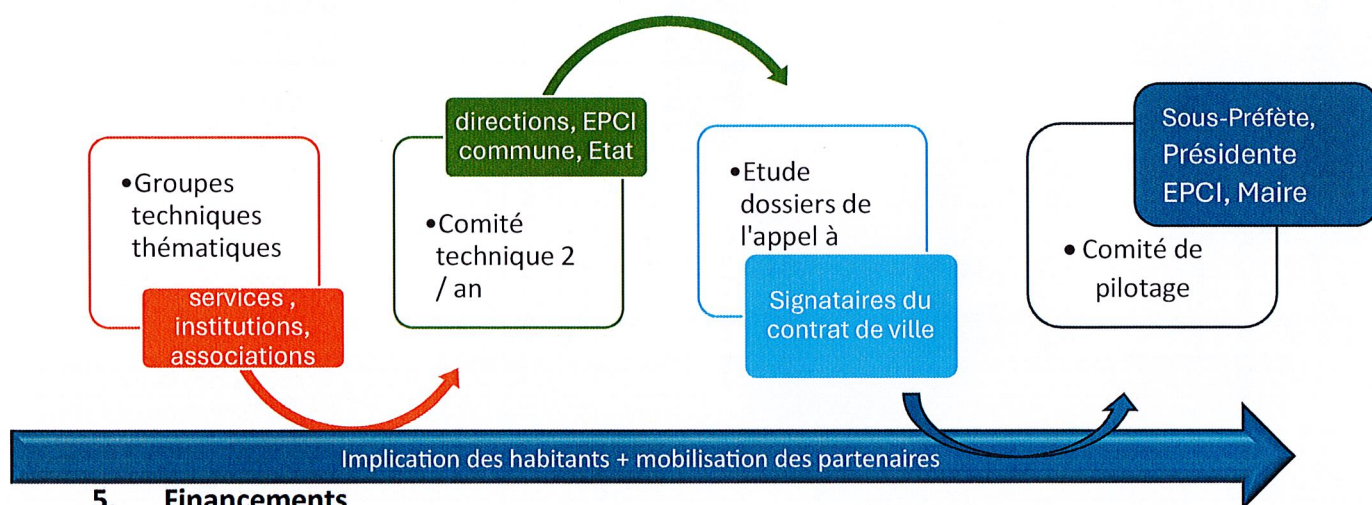 •Groupes
techniques
thématiques
services ,
institutions,
associations
directions, EPCI
commune, Etat
•Comité
technique 2
/ an
•Etude
dossiers de
l'appel à
Signataires du
contrat de ville
Sous-Préfète,
Présidente
EPCI, Maire
• Comité de
pilotage
Implication des habitants + mobilisation des partenaires
5. Financements